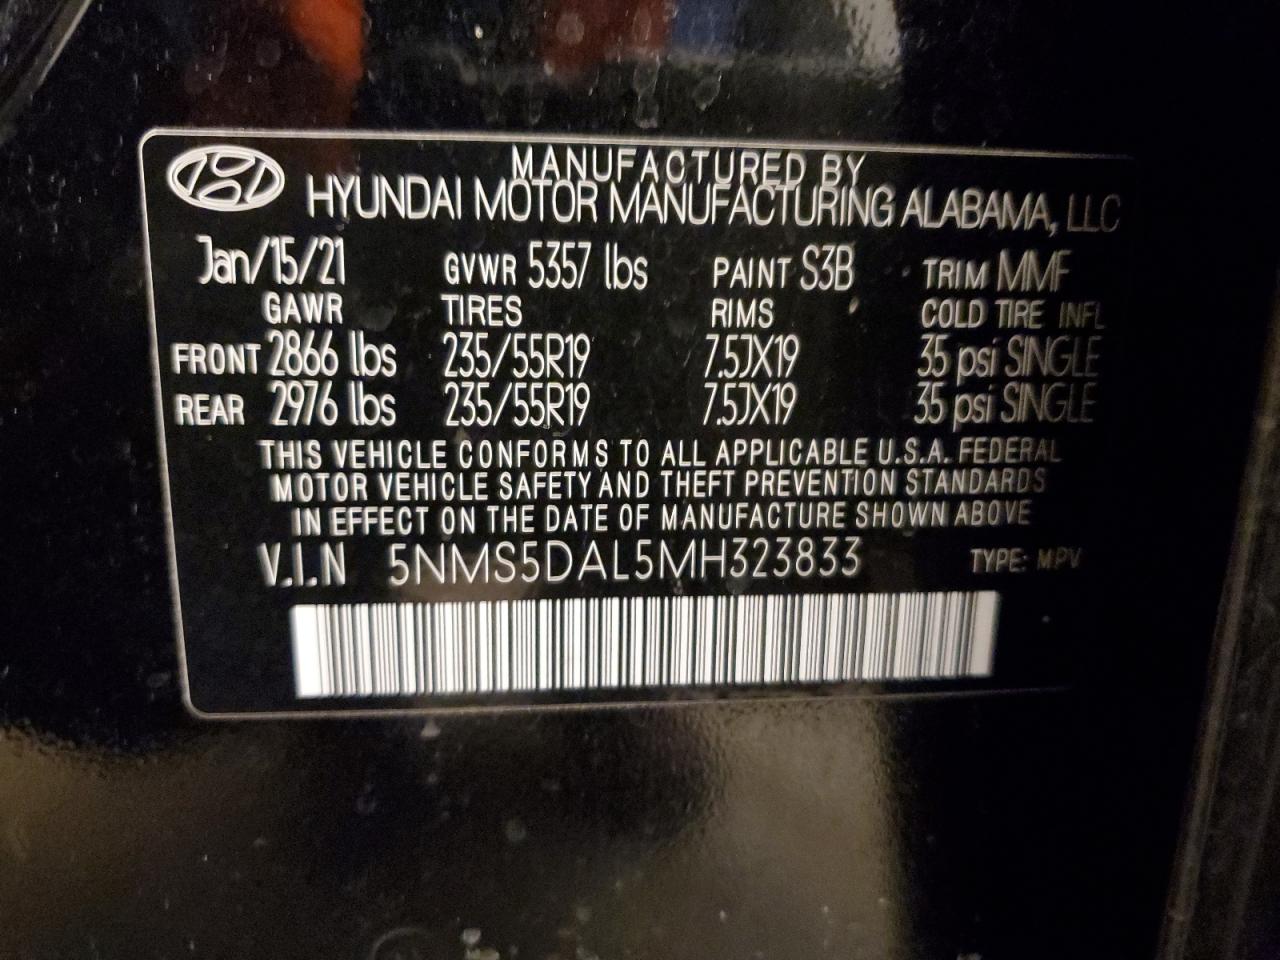 MANUFACTURED BY
HYUNDAI MOTOR MANUFACTURING ALABAMA, LLC
Jan/15/21 GVWR 5357 lbs PAINT S3B TRIM MMF
GAWR TIRES RIMS COLD TIRE INFL
FRONT 2866 lbs 235/55R19 7.5JX19 35 psi SINGLE
REAR 2976 lbs 235/55R19 7.5JX19 35 psi SINGLE
THIS VEHICLE CONFORMS TO ALL APPLICABLE U.S.A. FEDERAL
MOTOR VEHICLE SAFETY AND THEFT PREVENTION STANDARDS
IN EFFECT ON THE DATE OF MANUFACTURE SHOWN ABOVE
V.I.N 5NMS5DAL5MH323833 TYPE: MPV